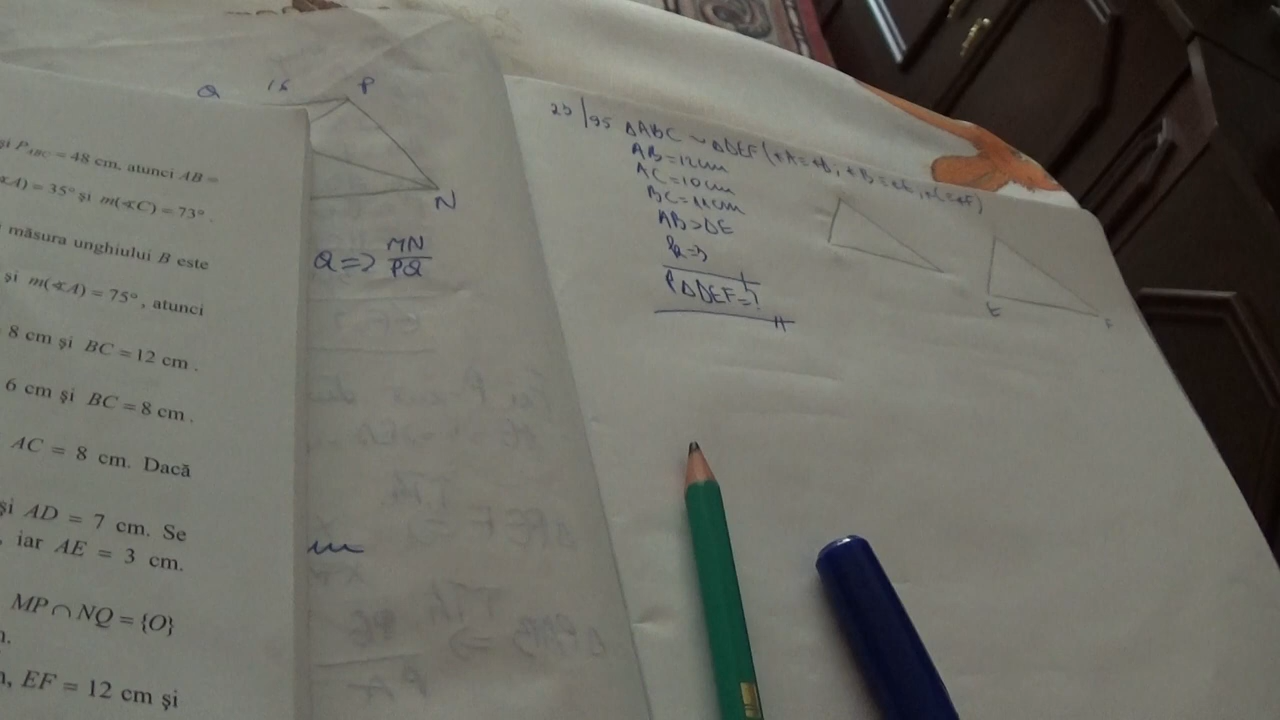 și P_ABC = 48 cm, atunci AB =
∢A) = 35° și m(∢C) = 73°.
măsura unghiului B este
și m(∢A) = 75°, atunci
8 cm și BC = 12 cm.
6 cm și BC = 8 cm.
AC = 8 cm. Dacă
și AD = 7 cm. Se
, iar AE = 3 cm.
MP∩NQ = {O}
EF = 12 cm și
Q 16 P
N
Q => MN/PQ
m
ΔABC ~ ΔDEF
AB=12cm
AC=10cm
BC=11cm
AB>DE
PΔDEF=?
E F